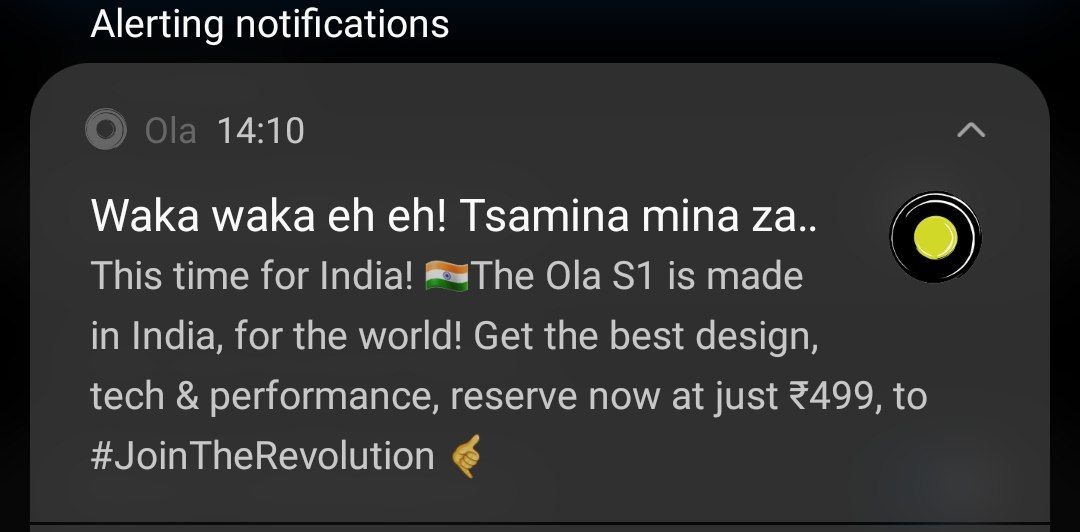 Alerting notifications
Ola 14:10
Waka waka eh eh! Tsamina mina za..
This time for India! 🇮🇳The Ola S1 is made
in India, for the world! Get the best design,
tech & performance, reserve now at just ₹499, to
#JoinTheRevolution 🤙